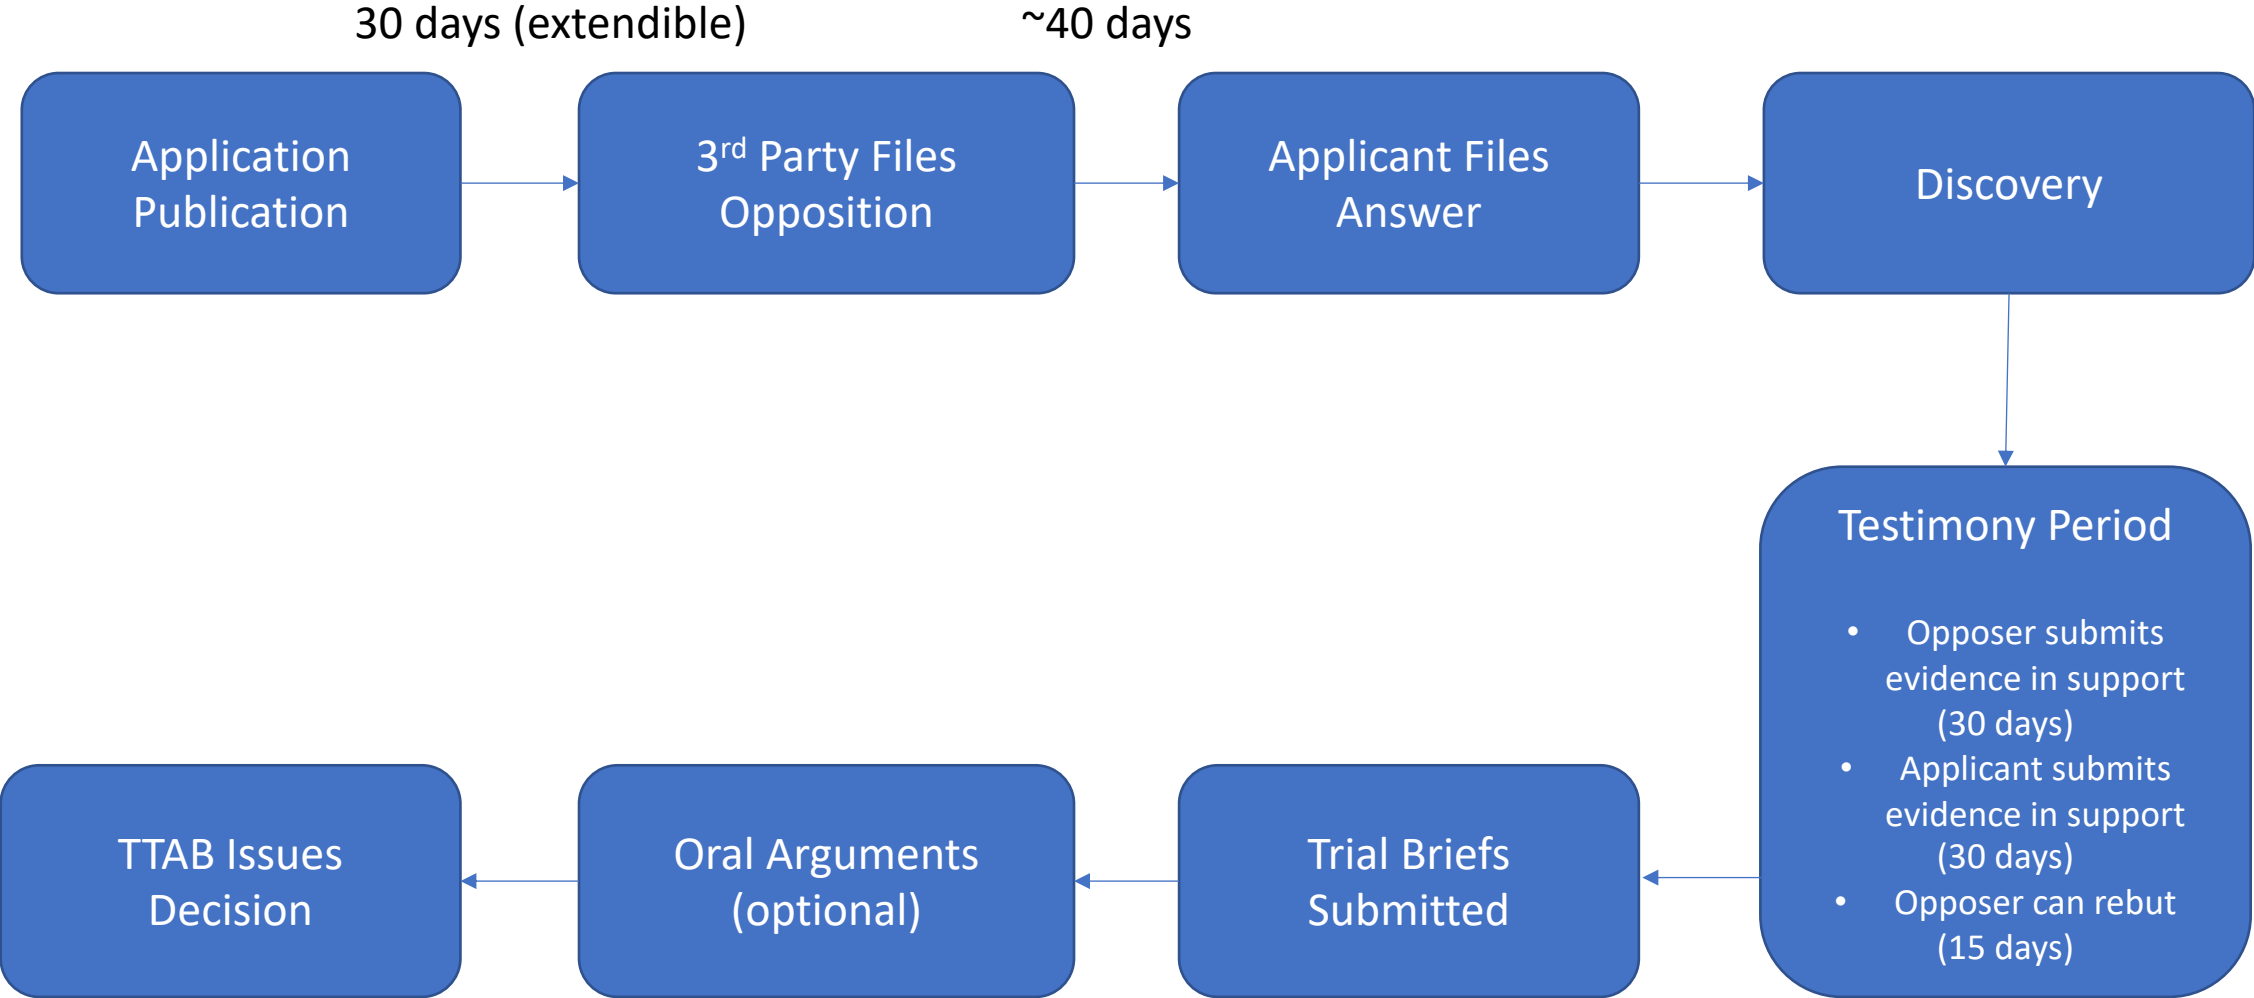 30 days (extendible)
~40 days
Application
Publication
3rd Party Files
Opposition
Applicant Files
Answer
Discovery
Testimony Period
• Opposer submits
evidence in support
(30 days)
• Applicant submits
evidence in support
(30 days)
• Opposer can rebut
(15 days)
Trial Briefs
Submitted
Oral Arguments
(optional)
TTAB Issues
Decision